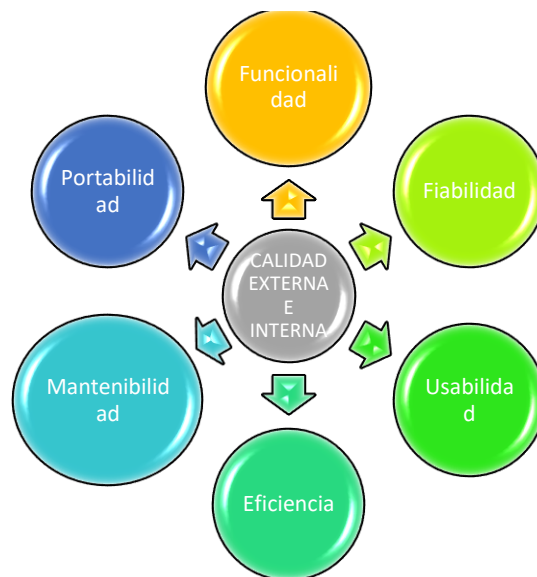 Funcionali
dad
Fiabilidad
Usabilida
d
Eficiencia
Mantenibilid
ad
Portabilid
ad
CALIDAD
EXTERNA
E
INTERNA